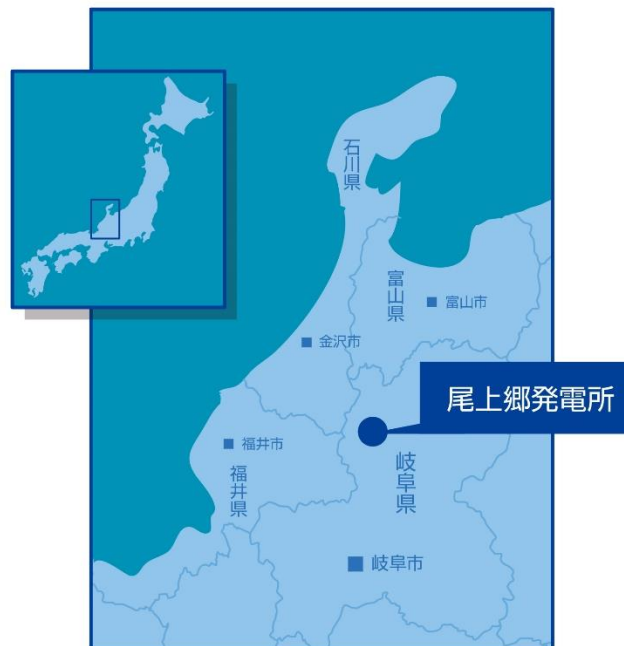 石川県
富山県
富山市
金沢市
尾上郷発電所
福井市
福井県
岐阜県
岐阜市